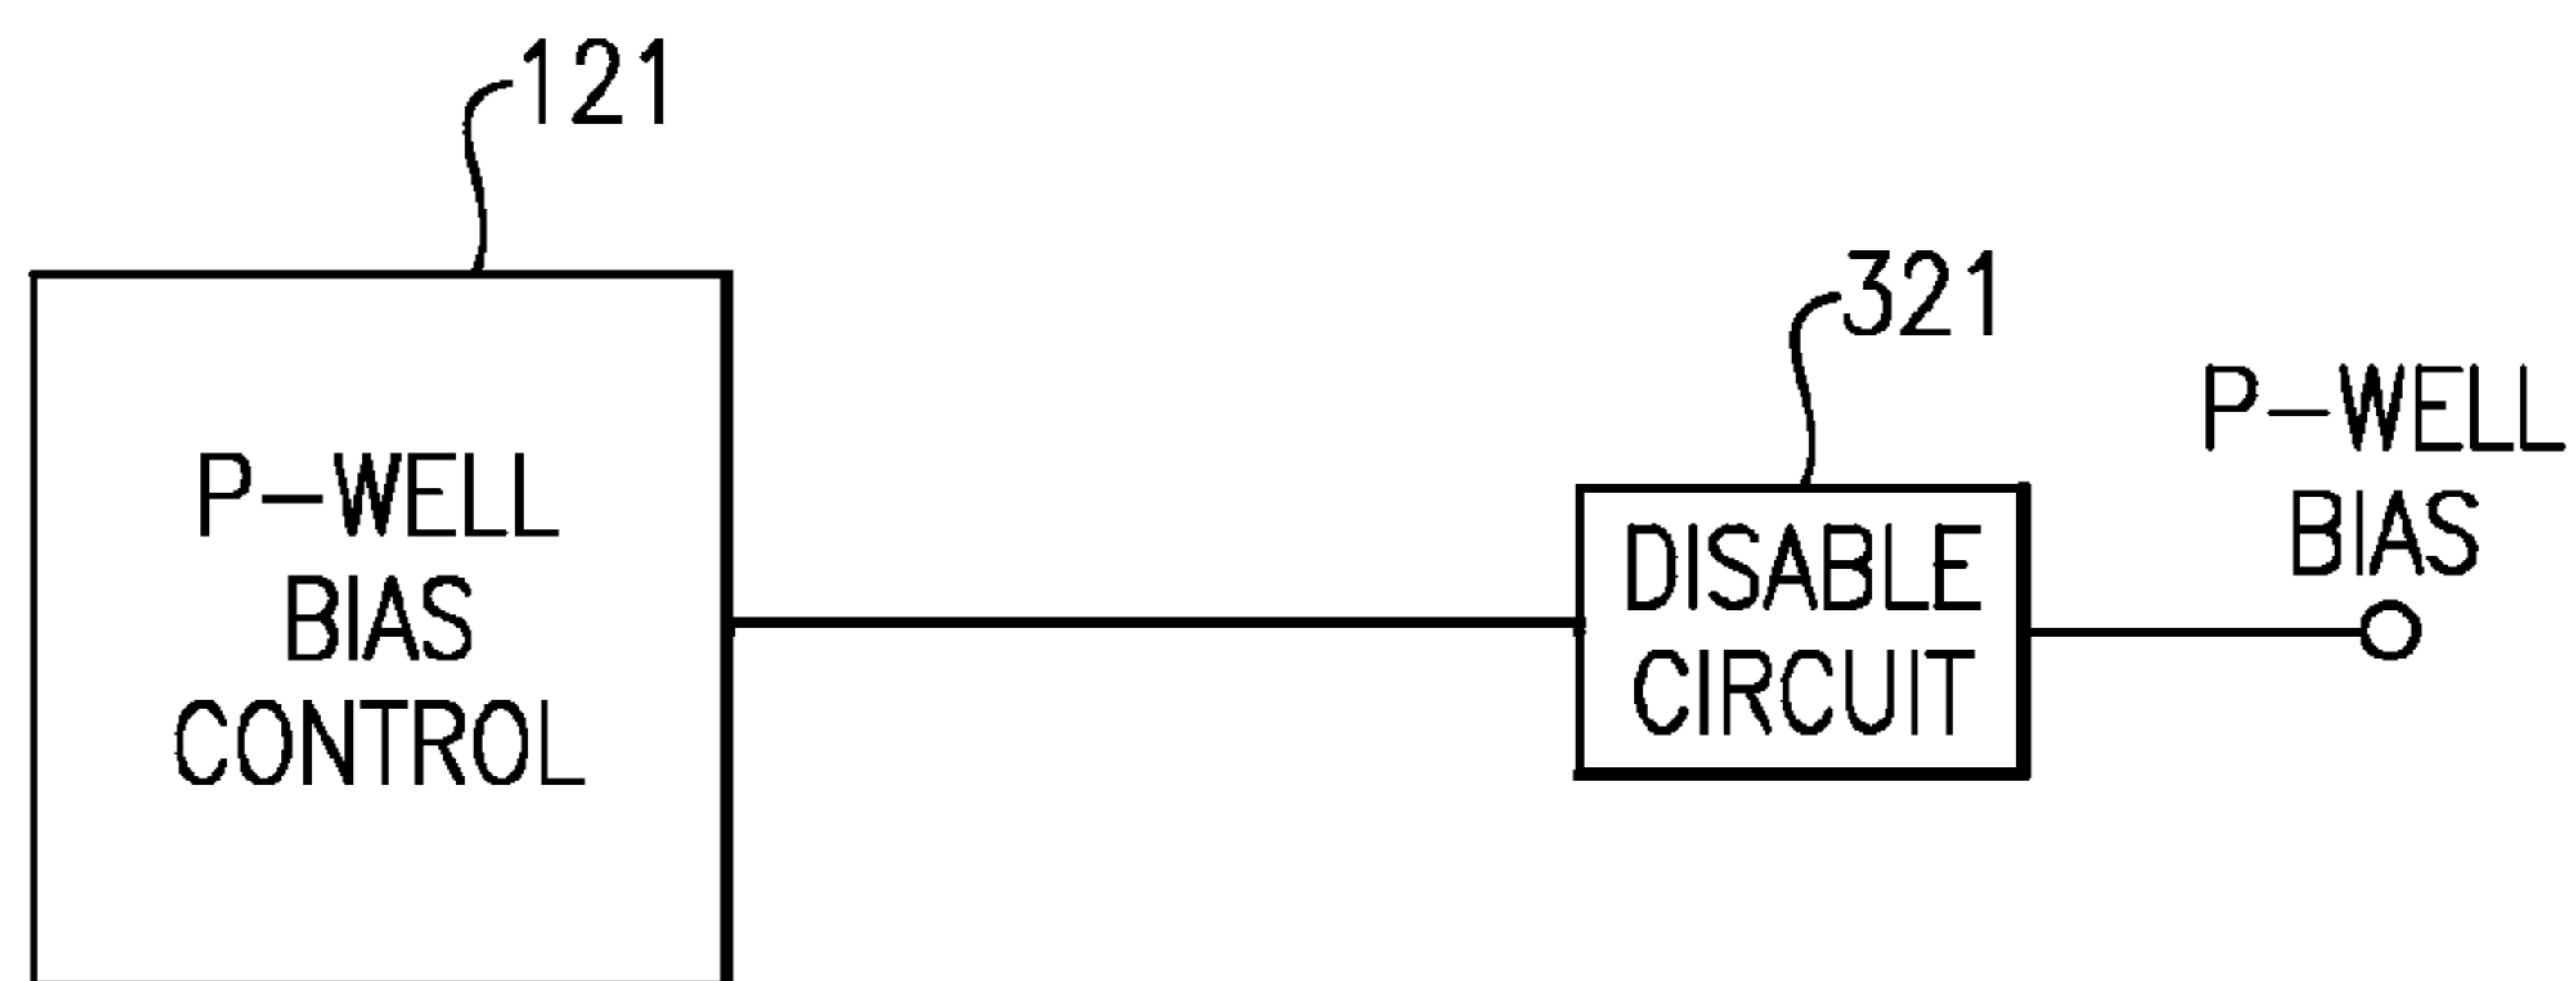 121
P-WELL
BIAS
CONTROL
321
DISABLE
CIRCUIT
P-WELL
BIAS